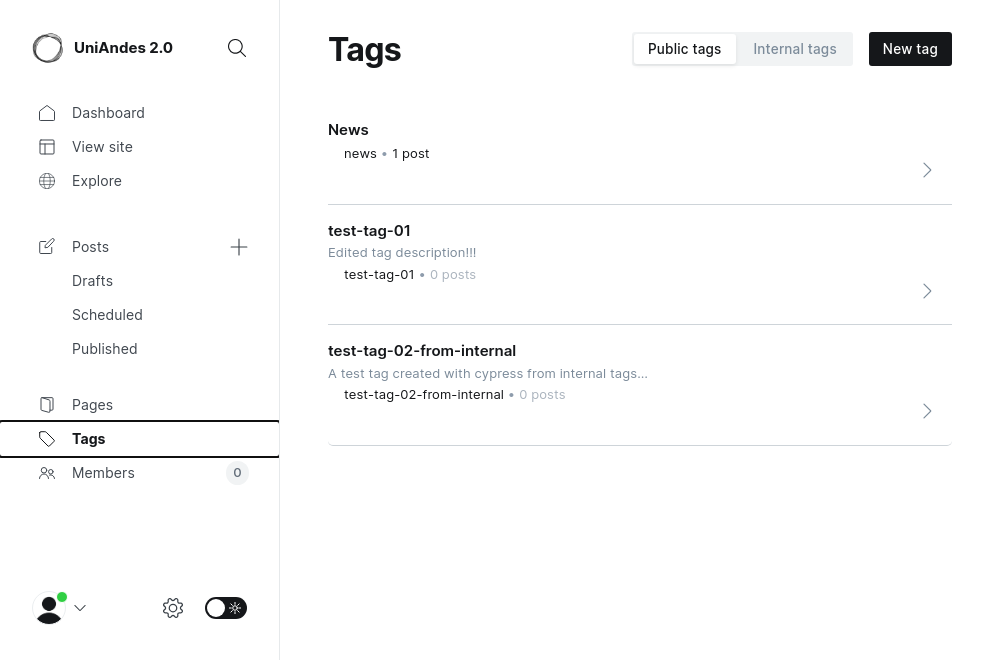 UniAndes 2.0
Dashboard
View site
Explore
Posts
Drafts
Scheduled
Published
Pages
Tags
Members 0
Tags
Public tags Internal tags New tag
News
news • 1 post
test-tag-01
Edited tag description!!!
test-tag-01 • 0 posts
test-tag-02-from-internal
A test tag created with cypress from internal tags...
test-tag-02-from-internal • 0 posts